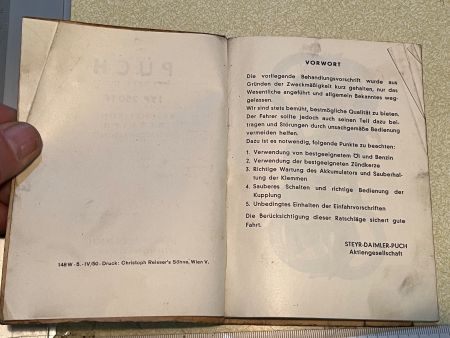 148 W - 5. - IV/50 - Druck: Christoph Reisser's Söhne, Wien V.
VORWORT
Die vorliegende Behandlungsvorschrift wurde aus
Gründen der Zweckmäßigkeit kurz gehalten, nur das
Wesentliche angeführt und allgemein Bekanntes weg-
gelassen.
Wir sind stets bemüht, bestmögliche Qualität zu bieten.
Der Fahrer sollte jedoch auch seinen Teil dazu bei-
tragen und Störungen durch unsachgemäße Bedienung
vermeiden helfen.
Dazu ist es notwendig, folgende Punkte zu beachten:
1. Verwendung von bestgeeignetem Öl und Benzin
2. Verwendung der bestgeeigneten Zündkerze
3. Richtige Wartung des Akkumulators und Sauberhal-
tung der Klemmen
4. Sauberes Schalten und richtige Bedienung der
Kupplung
5. Unbedingtes Einhalten der Einfahrvorschriften
Die Berücksichtigung dieser Ratschläge sichert gute
Fahrt.
STEYR-DAIMLER-PUCH
Aktiengesellschaft